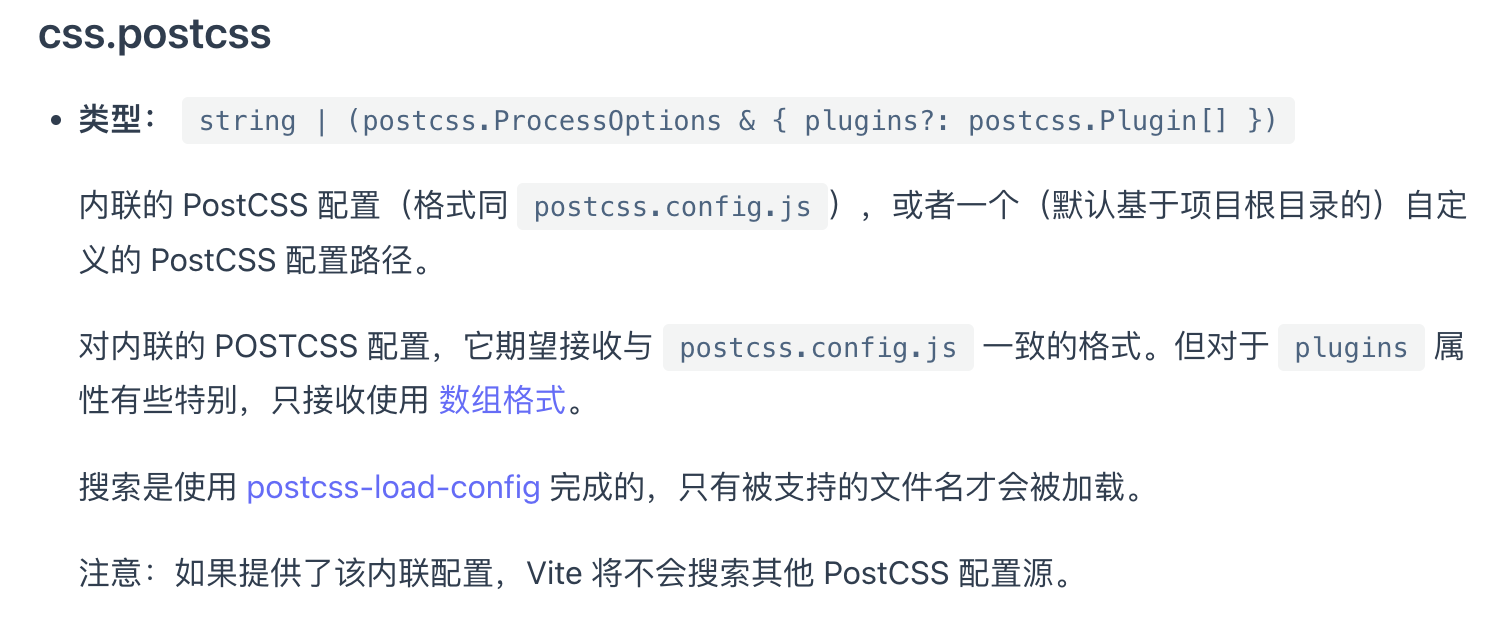 css.postcss
• 类型： string | (postcss.ProcessOptions & { plugins?: postcss.Plugin[] })
内联的 PostCSS 配置（格式同 postcss.config.js），或者一个（默认基于项目根目录的）自定
义的 PostCSS 配置路径。
对内联的 POSTCSS 配置，它期望接收与 postcss.config.js 一致的格式。但对于 plugins 属
性有些特别，只接收使用 数组格式。
搜索是使用 postcss-load-config 完成的，只有被支持的文件名才会被加载。
注意：如果提供了该内联配置，Vite 将不会搜索其他 PostCSS 配置源。